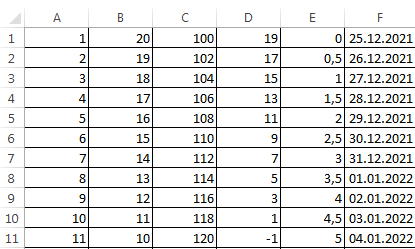 A B C D E F
1 1 20 100 19 0 25.12.2021
2 2 19 102 17 0,5 26.12.2021
3 3 18 104 15 1 27.12.2021
4 4 17 106 13 1,5 28.12.2021
5 5 16 108 11 2 29.12.2021
6 6 15 110 9 2,5 30.12.2021
7 7 14 112 7 3 31.12.2021
8 8 13 114 5 3,5 01.01.2022
9 9 12 116 3 4 02.01.2022
10 10 11 118 1 4,5 03.01.2022
11 11 10 120 -1 5 04.01.2022